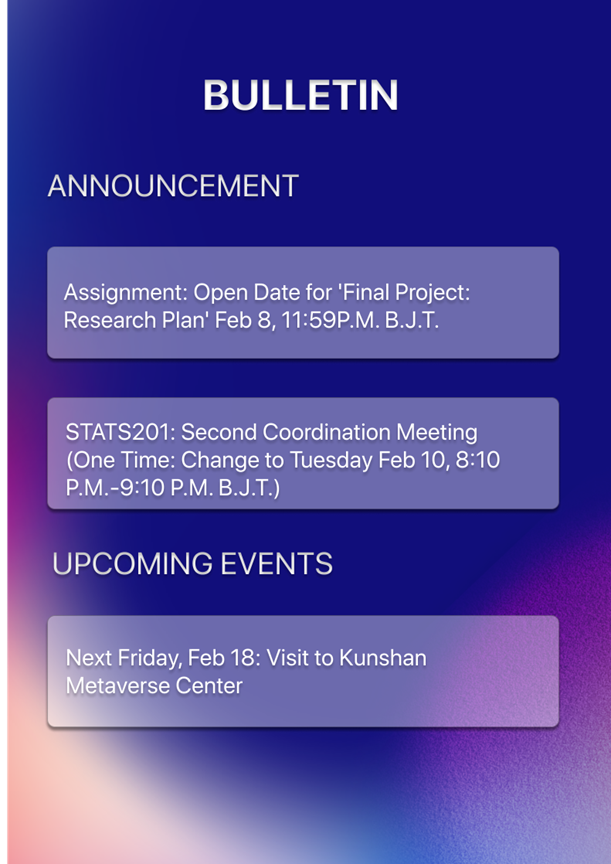 BULLETIN
ANNOUNCEMENT
Assignment: Open Date for 'Final Project:
Research Plan' Feb 8, 11:59P.M. B.J.T.
STATS201: Second Coordination Meeting
(One Time: Change to Tuesday Feb 10, 8:10
P.M.-9:10 P.M. B.J.T.)
UPCOMING EVENTS
Next Friday, Feb 18: Visit to Kunshan
Metaverse Center